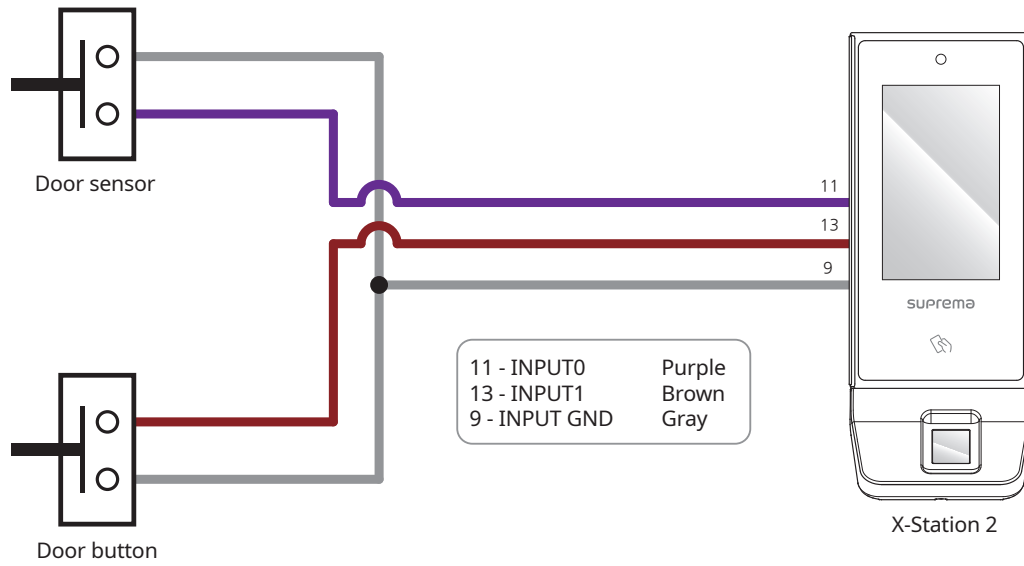 Door sensor
11
13
9
suprema
11 - INPUT0 Purple
13 - INPUT1 Brown
9 - INPUT GND Gray
X-Station 2
Door button